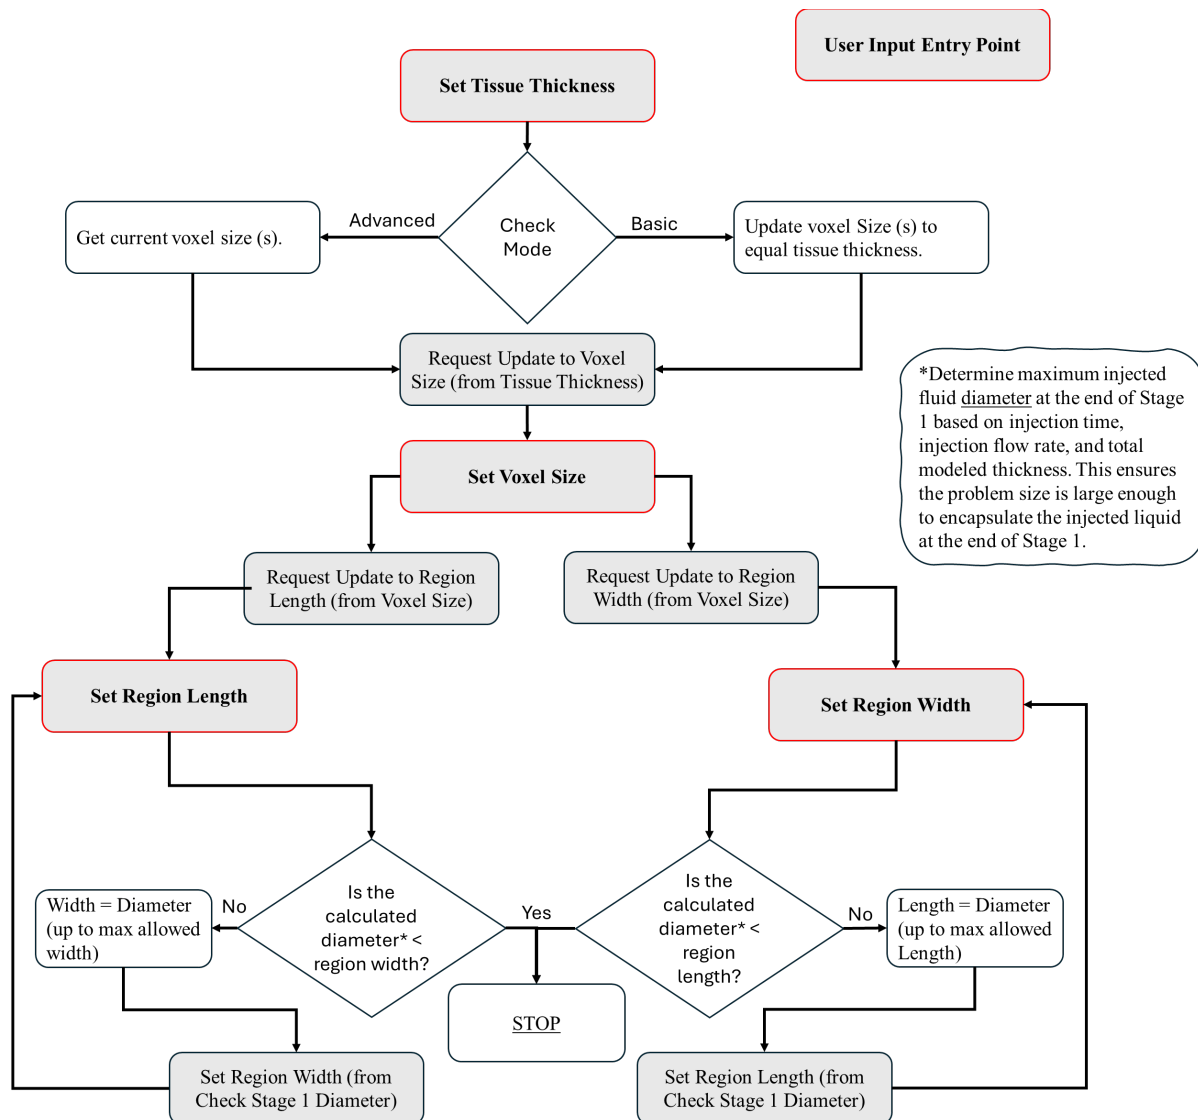 User Input Entry Point
Set Tissue Thickness
Advanced
Check
Mode
Basic
Get current voxel size (s).
Update voxel Size (s) to
equal tissue thickness.
Request Update to Voxel
Size (from Tissue Thickness)
*Determine maximum injected
fluid diameter at the end of Stage
1 based on injection time,
injection flow rate, and total
modeled thickness. This ensures
the problem size is large enough
to encapsulate the injected liquid
at the end of Stage 1.
Set Voxel Size
Request Update to Region
Length (from Voxel Size)
Request Update to Region
Width (from Voxel Size)
Set Region Length
Set Region Width
Width = Diameter
(up to max allowed
width)
No
Is the
calculated
diameter* <
region width?
Yes
Is the
calculated
diameter* <
region
length?
No
Length = Diameter
(up to max allowed
Length)
STOP
Set Region Width (from
Check Stage 1 Diameter)
Set Region Length (from
Check Stage 1 Diameter)